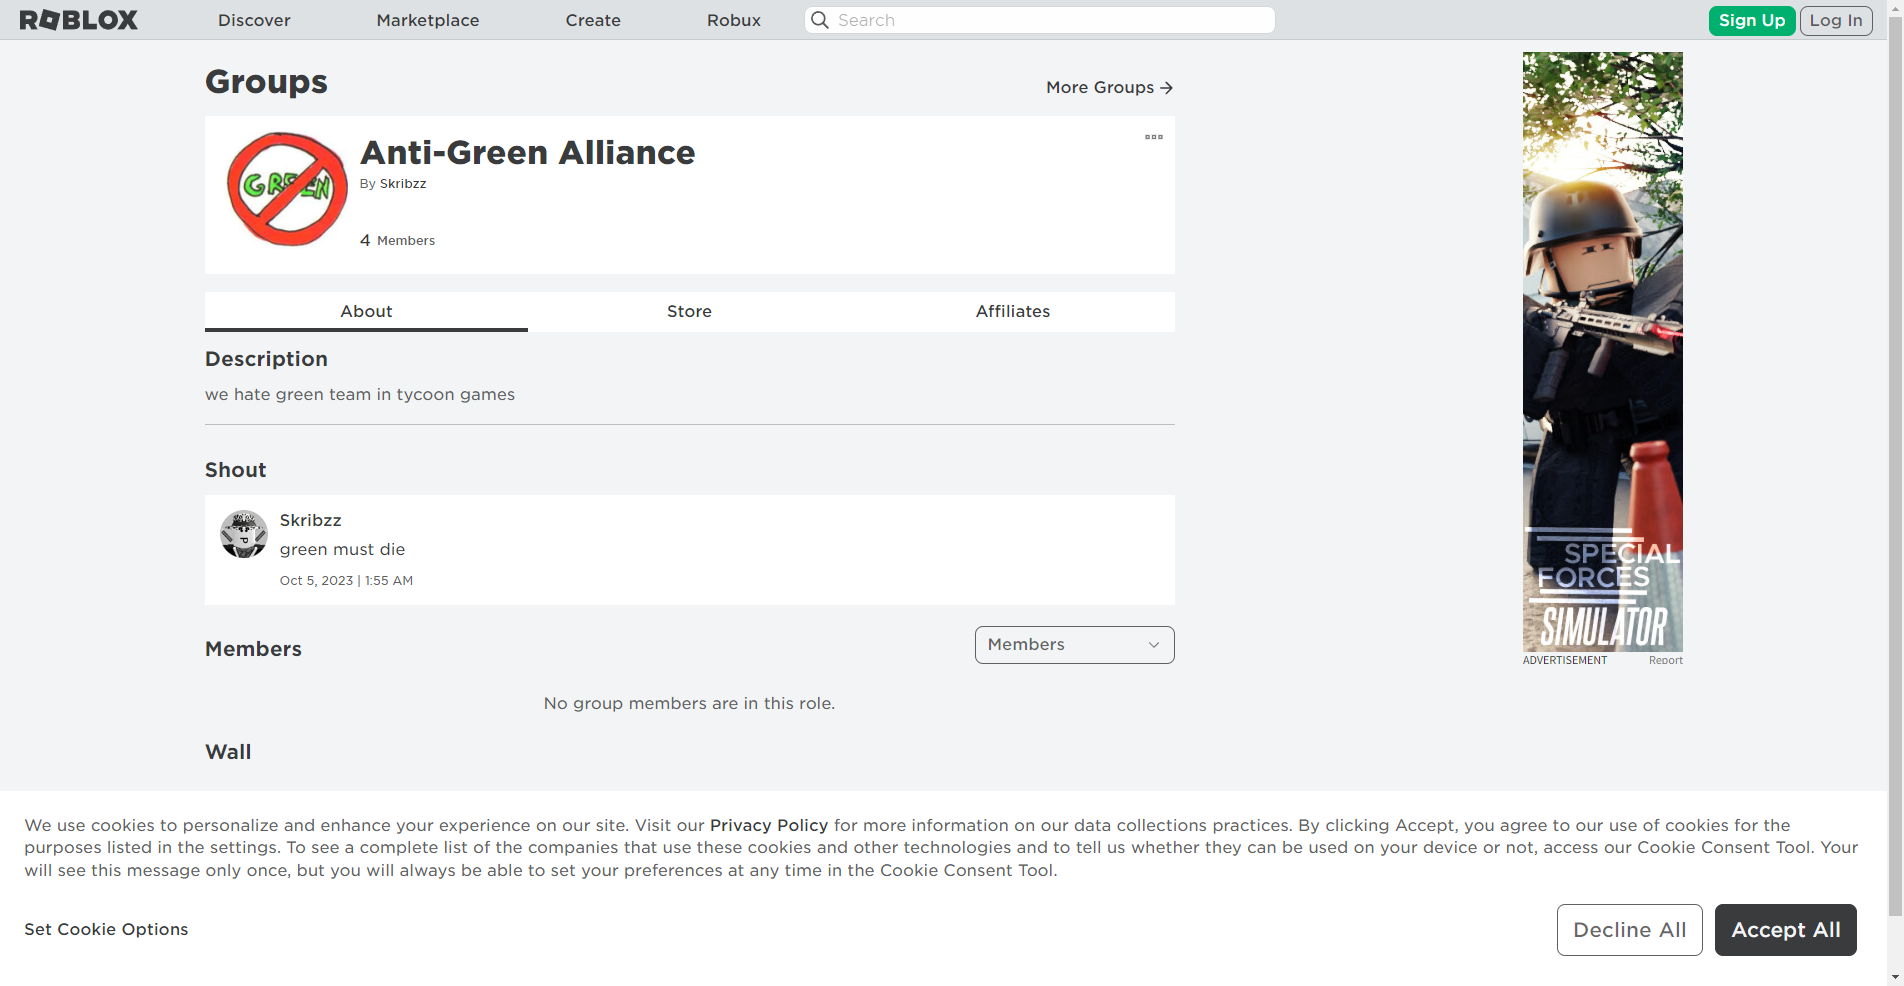 ROBLOX
Discover
Marketplace
Create
Robux
Search
Sign Up
Log In
Groups
More Groups
GREEN
Anti-Green Alliance
By Skribzz
4 Members
About
Store
Affiliates
Description
we hate green team in tycoon games
Shout
Skribzz
green must die
Oct 5, 2023 | 1:55 AM
Members
Members
No group members are in this role.
Wall
SPECIAL
FORCES
SIMULATOR
ADVERTISEMENT
Report
We use cookies to personalize and enhance your experience on our site. Visit our Privacy Policy for more information on our data collections practices. By clicking Accept, you agree to our use of cookies for the
purposes listed in the settings. To see a complete list of the companies that use these cookies and other technologies and to tell us whether they can be used on your device or not, access our Cookie Consent Tool. Your
will see this message only once, but you will always be able to set your preferences at any time in the Cookie Consent Tool.
Set Cookie Options
Decline All
Accept All